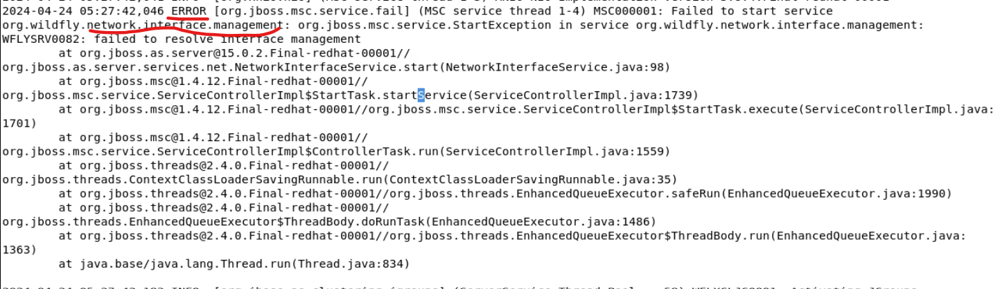 2024-04-24 05:27:42,046 ERROR [org.jboss.msc.service.fail] (MSC service thread 1-4) MSC000001: Failed to start service
org.wildfly.network.interface.management: org.jboss.msc.service.StartException in service org.wildfly.network.interface.management:
WFLYSRV0082: failed to resolve interface management
at org.jboss.as.server@15.0.2.Final-redhat-00001//
org.jboss.as.server.services.net.NetworkInterfaceService.start(NetworkInterfaceService.java:98)
at org.jboss.msc@1.4.12.Final-redhat-00001//
org.jboss.msc.service.ServiceControllerImpl$StartTask.startService(ServiceControllerImpl.java:1739)
at org.jboss.msc@1.4.12.Final-redhat-00001//org.jboss.msc.service.ServiceControllerImpl$StartTask.execute(ServiceControllerImpl.java:
1701)
at org.jboss.msc@1.4.12.Final-redhat-00001//
org.jboss.msc.service.ServiceControllerImpl$ControllerTask.run(ServiceControllerImpl.java:1559)
at org.jboss.threads@2.4.0.Final-redhat-00001//
org.jboss.threads.ContextClassLoaderSavingRunnable.run(ContextClassLoaderSavingRunnable.java:35)
at org.jboss.threads@2.4.0.Final-redhat-00001//org.jboss.threads.EnhancedQueueExecutor.safeRun(EnhancedQueueExecutor.java:1990)
at org.jboss.threads@2.4.0.Final-redhat-00001//
org.jboss.threads.EnhancedQueueExecutor$ThreadBody.doRunTask(EnhancedQueueExecutor.java:1486)
at org.jboss.threads@2.4.0.Final-redhat-00001//org.jboss.threads.EnhancedQueueExecutor$ThreadBody.run(EnhancedQueueExecutor.java:
1363)
at java.base/java.lang.Thread.run(Thread.java:834)